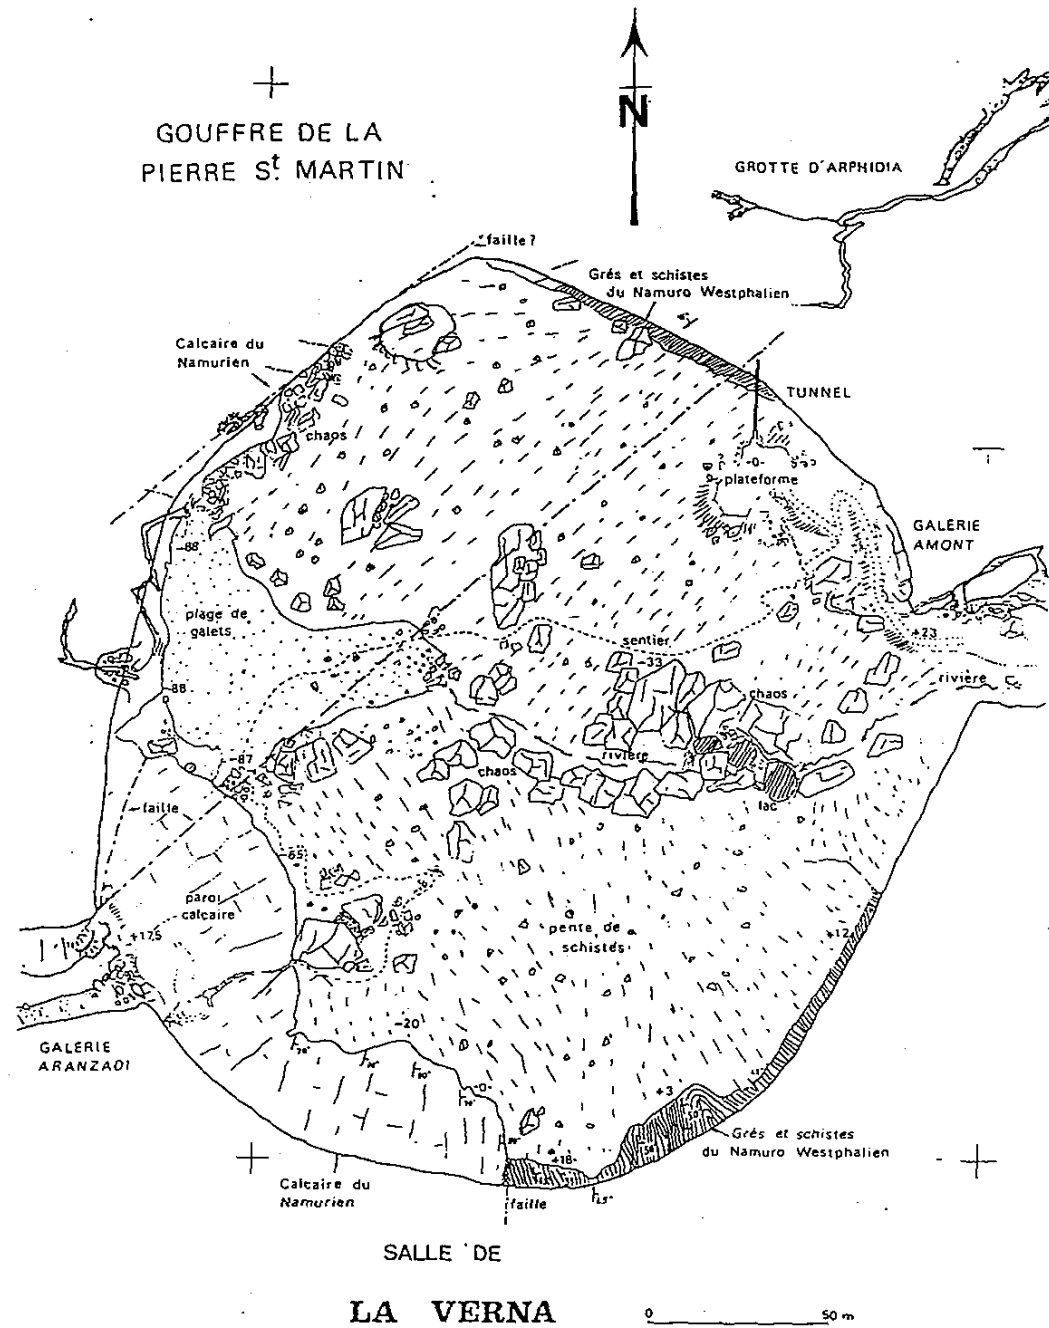 N
GOUFFRE DE LA
PIERRE St. MARTIN
GROTTE D'ARPHIDIA
faille?
Grés et schistes
du Namuro Westphalien
Calcaire du
Namurien
TUNNEL
chaos
-0-
plateforme
GALERIE
AMONT
-88
plage de
galets
sentier
+23
-33
rivière
-88
chaos
rivière
-87
chaos
lac
faille
-65
paroi
calcaire
+175
pente de
schistes
+12
-20
GALERIE
ARANZADI
-0-
+3
Grés et schistes
du Namuro Westphalien
+18
Calcaire du
Namurien
faille
SALLE DE
LA VERNA
0 50 m